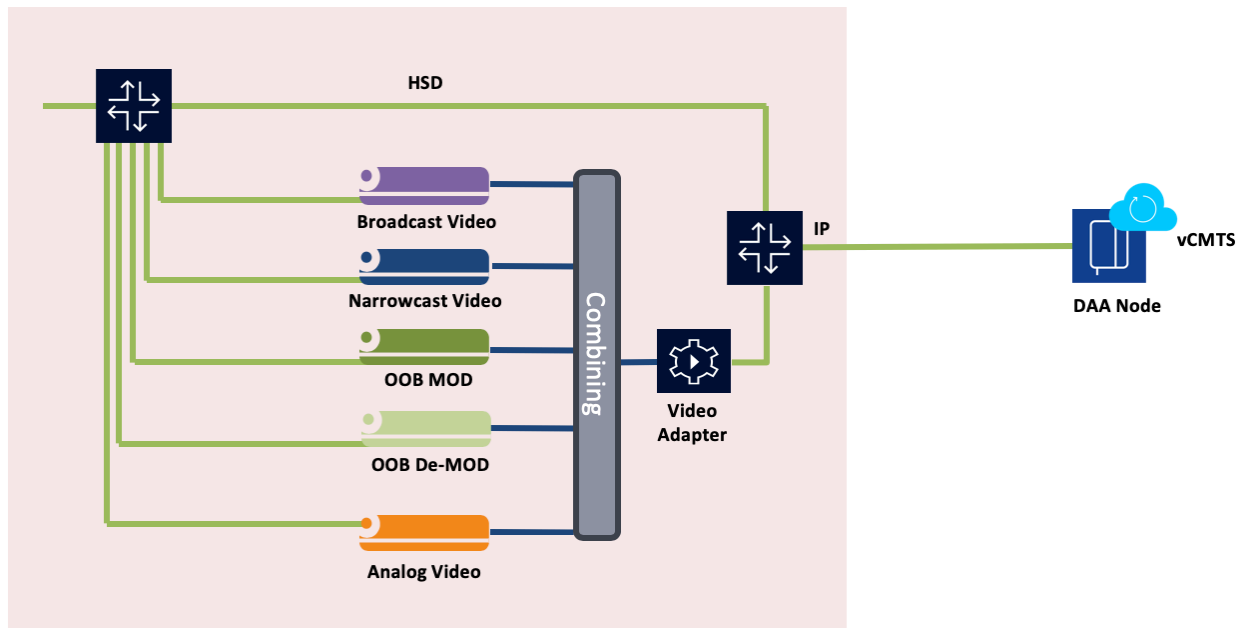 HSD
Broadcast Video
Narrowcast Video
OOB MOD
OOB De-MOD
Analog Video
Combining
Video
Adapter
IP
vCMTS
DAA Node